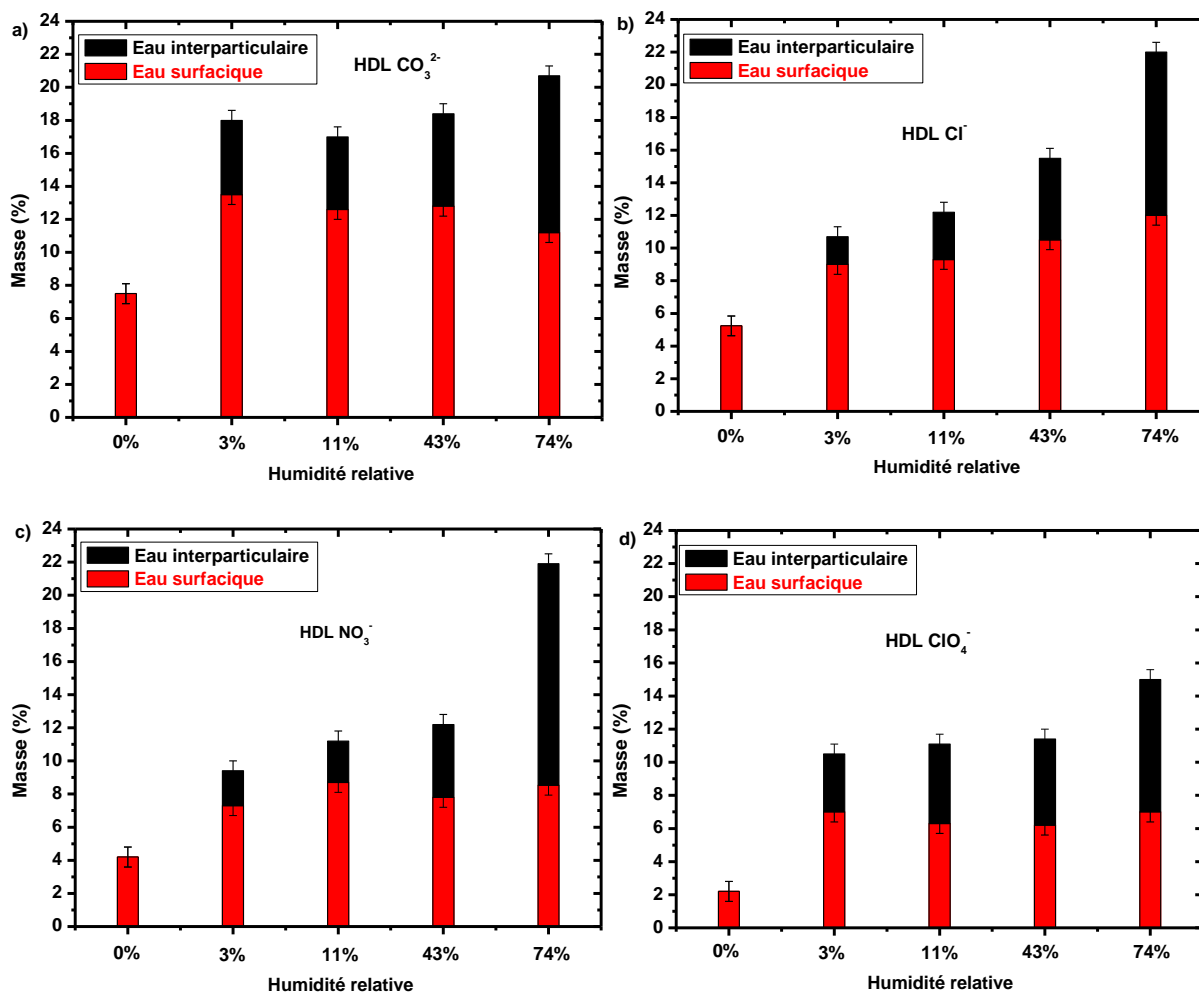 a)
Eau interparticulaire
Eau surfacique
HDL CO₃²⁻
Masse (%)
24
22
20
18
16
14
12
10
8
6
4
2
0
0% 3% 11% 43% 74%
Humidité relative
b)
Eau interparticulaire
Eau surfacique
HDL Cl⁻
Masse (%)
24
22
20
18
16
14
12
10
8
6
4
2
0
0% 3% 11% 43% 74%
Humidité relative
c)
Eau interparticulaire
Eau surfacique
HDL NO₃⁻
Masse (%)
24
22
20
18
16
14
12
10
8
6
4
2
0
0% 3% 11% 43% 74%
Humidité relative
d)
Eau interparticulaire
Eau surfacique
HDL ClO₄⁻
Masse (%)
24
22
20
18
16
14
12
10
8
6
4
2
0
0% 3% 11% 43% 74%
Humidité relative